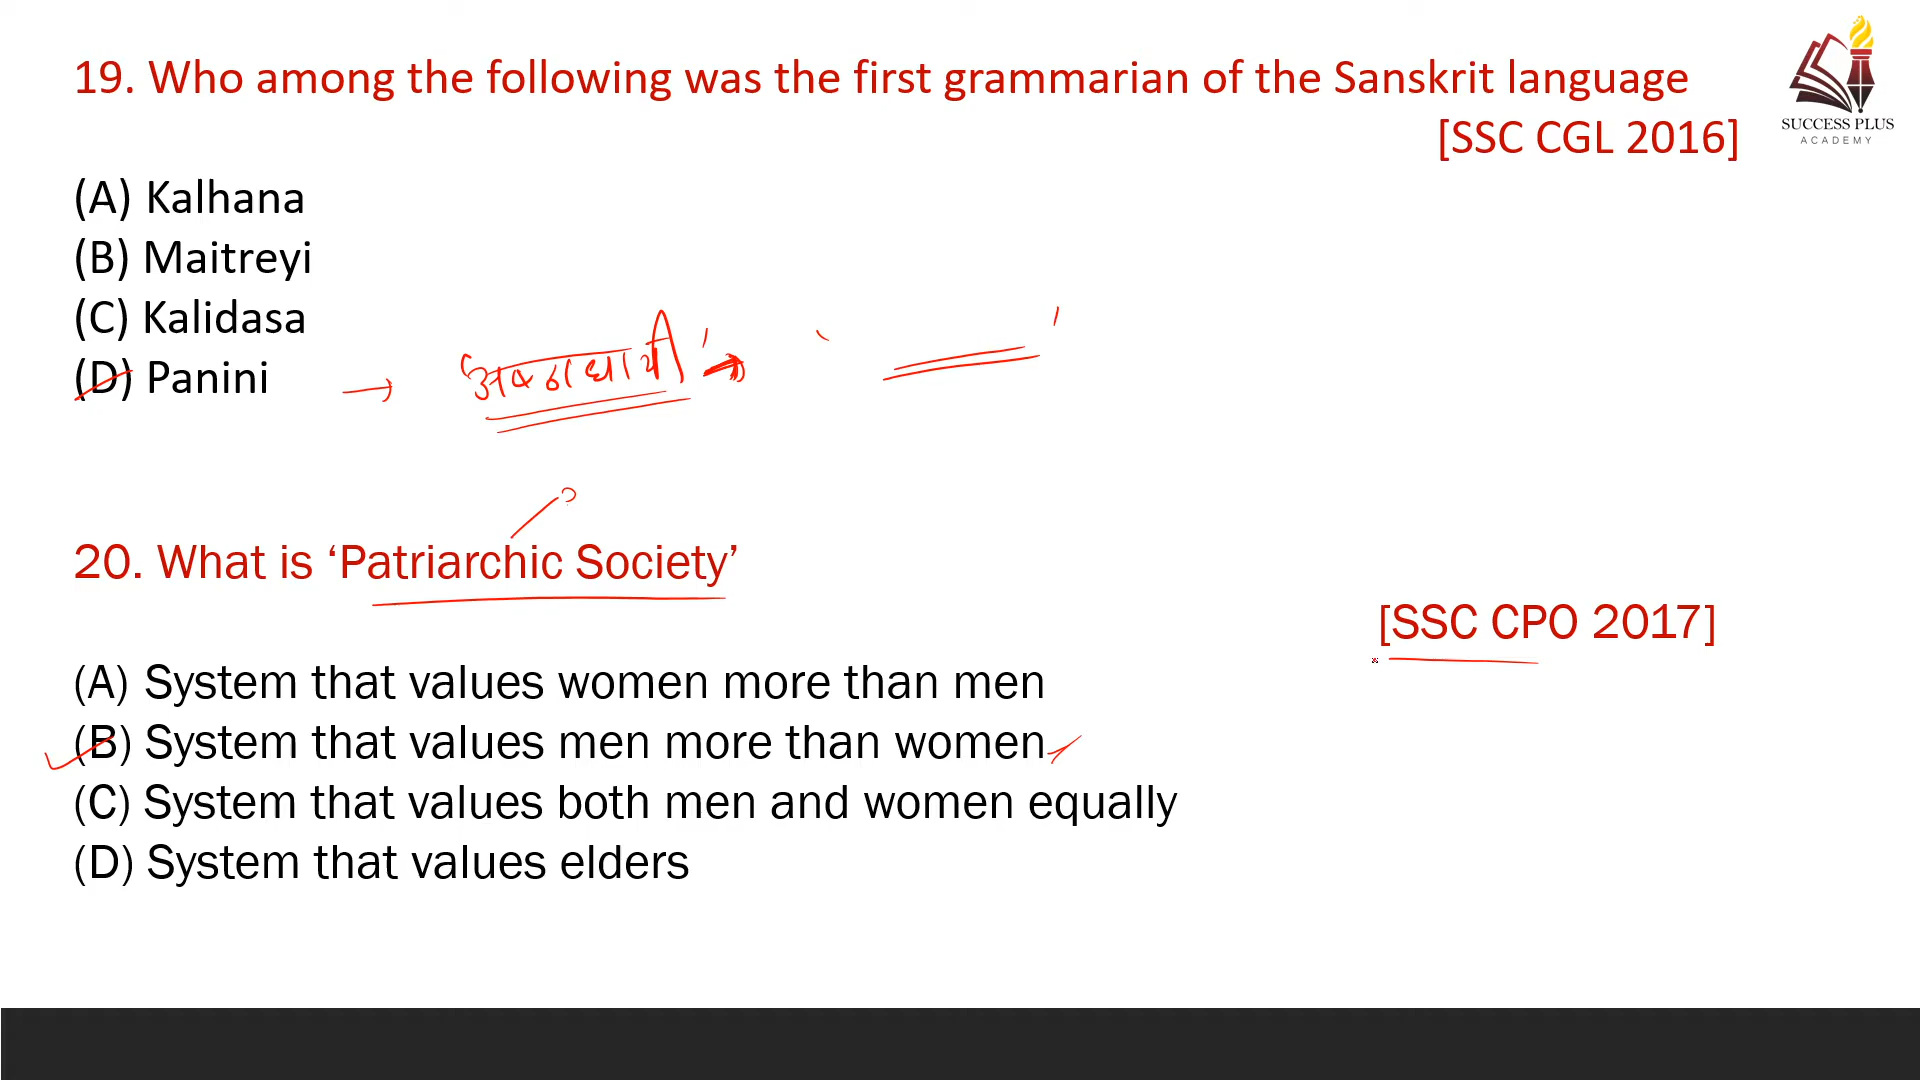 19. Who among the following was the first grammarian of the Sanskrit language
[SSC CGL 2016]
SUCCESS PLUS
ACADEMY
(A) Kalhana
(B) Maitreyi
(C) Kalidasa
(D) Panini
20. What is ‘Patriarchic Society’
[SSC CPO 2017]
(A) System that values women more than men
(B) System that values men more than women
(C) System that values both men and women equally
(D) System that values elders